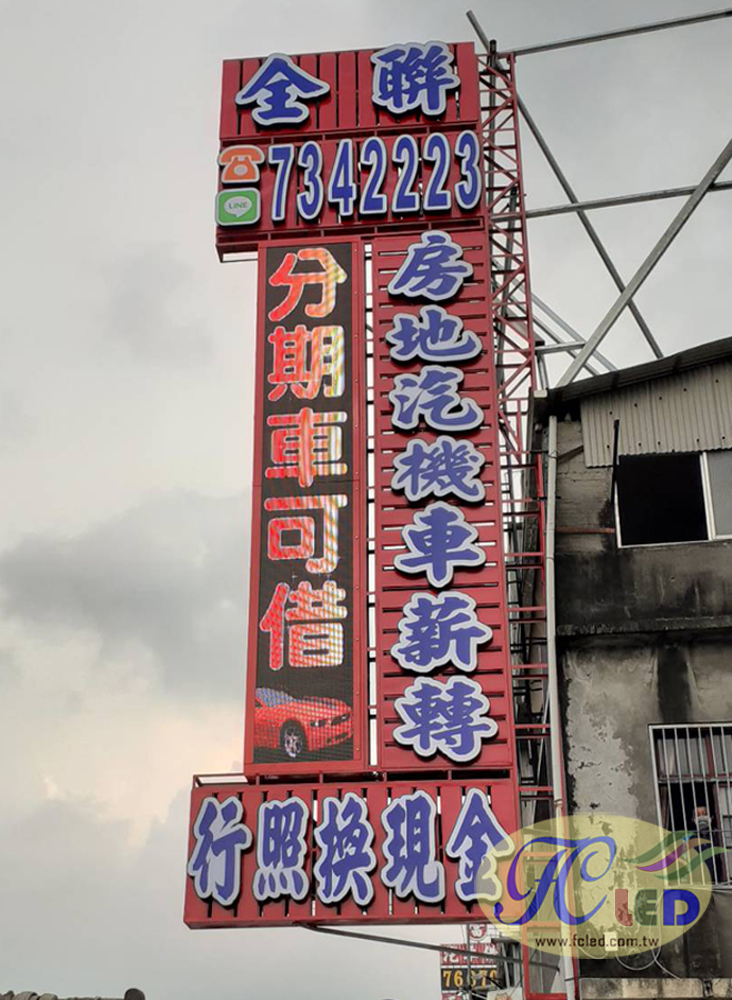 全聯
7342223
LINE
房地汽機車薪轉
分期車可借
行照換現金
FC LED
www.fcled.com.tw